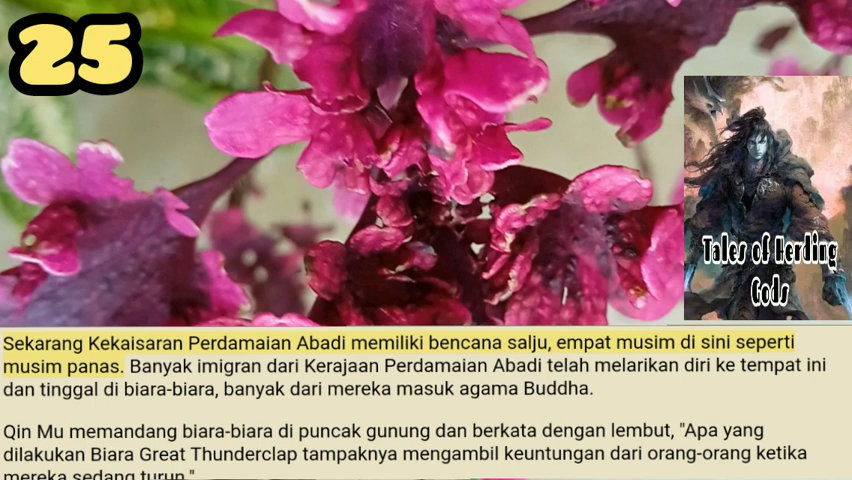 25
Tales of Herding
Gods
Sekarang Kekaisaran Perdamaian Abadi memiliki bencana salju, empat musim di sini seperti
musim panas. Banyak imigran dari Kerajaan Perdamaian Abadi telah melarikan diri ke tempat ini
dan tinggal di biara-biara, banyak dari mereka masuk agama Buddha.
Qin Mu memandang biara-biara di puncak gunung dan berkata dengan lembut, "Apa yang
dilakukan Biara Great Thunderclap tampaknya mengambil keuntungan dari orang-orang ketika
mereka sedang turun."